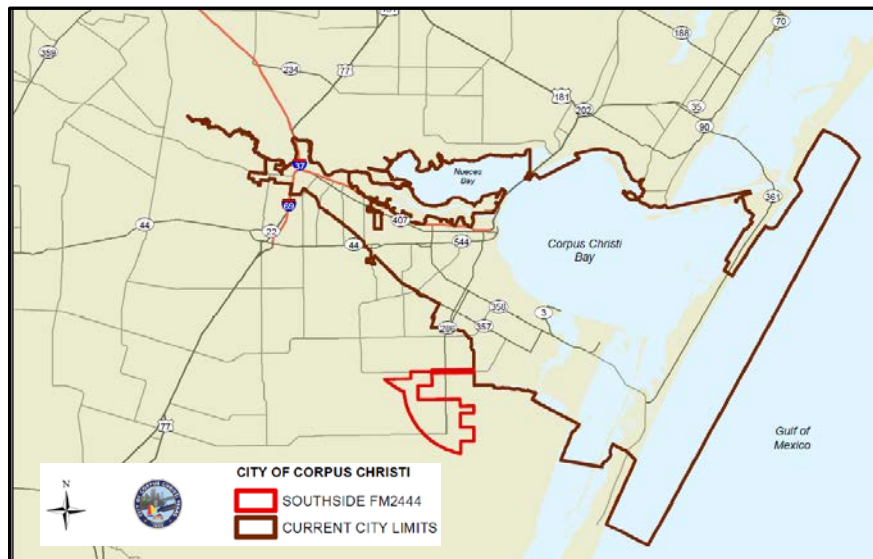 181
188
70
359
234
77
181
202
35
90
37
Nueces
Bay
69
407
361
44
22
44
544
Corpus Christi
Bay
358
3
286
357
77
Gulf of
Mexico
N
CITY OF CORPUS CHRISTI
SOUTHSIDE FM2444
CURRENT CITY LIMITS